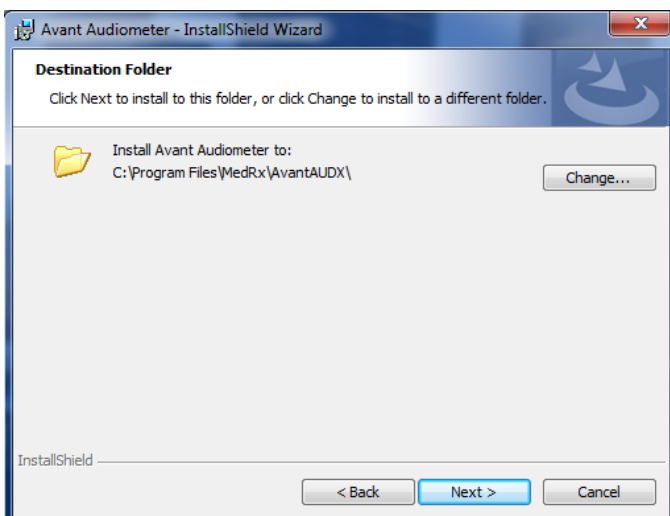 Avant Audiometer - InstallShield Wizard
Destination Folder
Click Next to install to this folder, or click Change to install to a different folder.
Install Avant Audiometer to:
C:\Program Files\MedRx\AvantAUDX\
Change...
InstallShield
< Back
Next >
Cancel